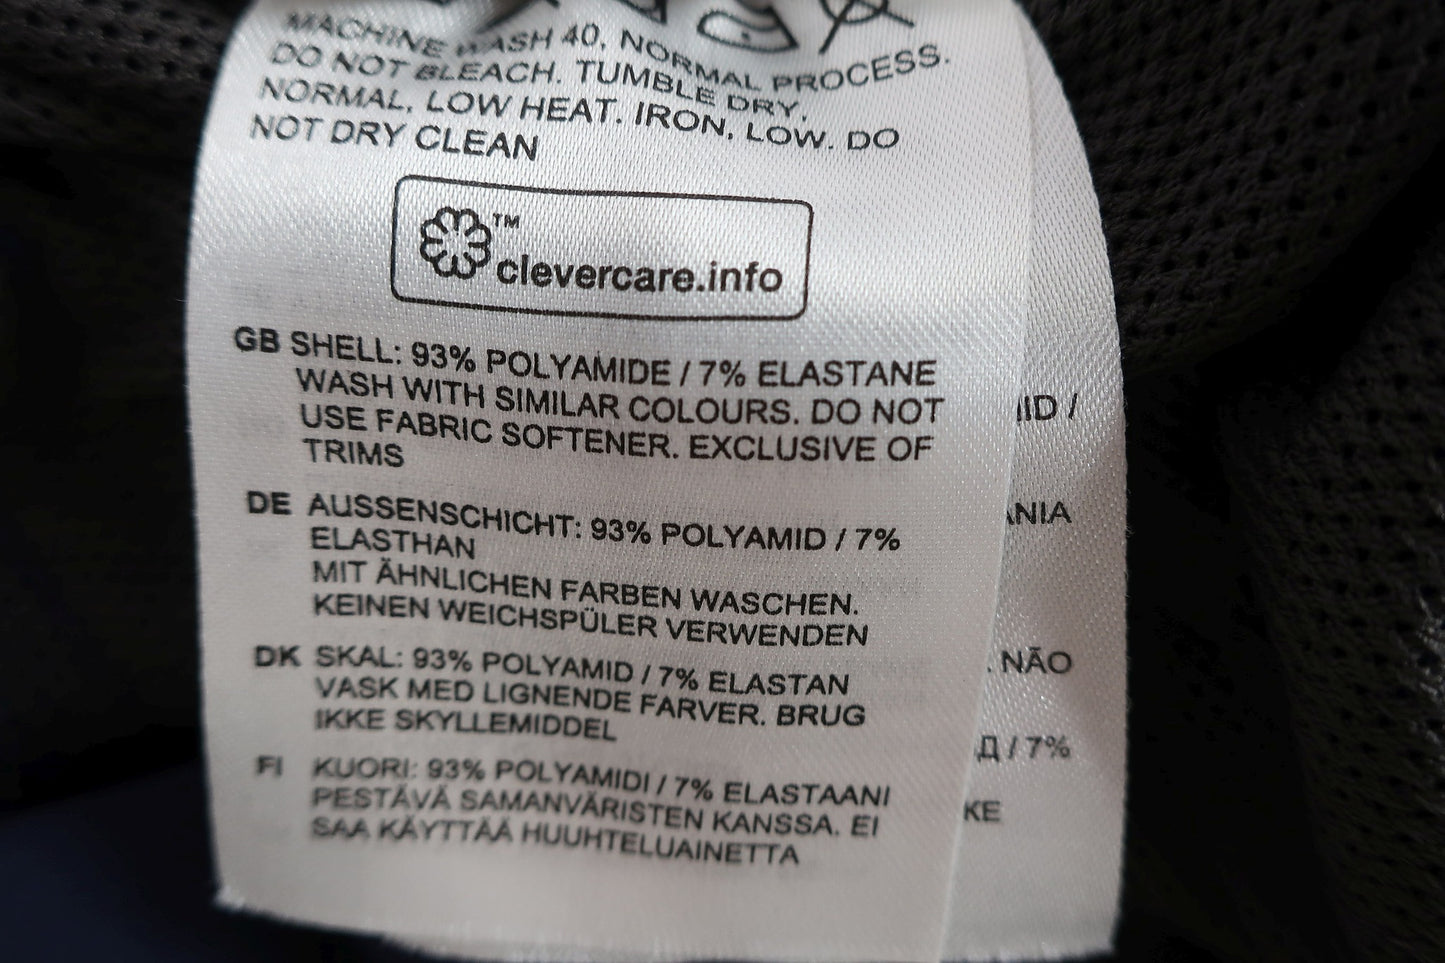 MACHINE WASH 40, NORMAL PROCESS.
DO NOT BLEACH. TUMBLE DRY,
NORMAL, LOW HEAT. IRON, LOW. DO
NOT DRY CLEAN
TM
clevercare.info
GB SHELL: 93% POLYAMIDE / 7% ELASTANE
WASH WITH SIMILAR COLOURS. DO NOT
USE FABRIC SOFTENER. EXCLUSIVE OF
TRIMS
DE AUSSENSCHICHT: 93% POLYAMID / 7%
ELASTHAN
MIT ÄHNLICHEN FARBEN WASCHEN.
KEINEN WEICHSPÜLER VERWENDEN
DK SKAL: 93% POLYAMID / 7% ELASTAN
VASK MED LIGNENDE FARVER. BRUG
IKKE SKYLLEMIDDEL
FI KUORI: 93% POLYAMIDI / 7% ELASTAANI
PESTÄVÄ SAMANVÄRISTEN KANSSA. EI
SAA KÄYTTÄÄ HUUHTELUAINETTA
ID /
NIA
. NÃO
Д / 7%
KE